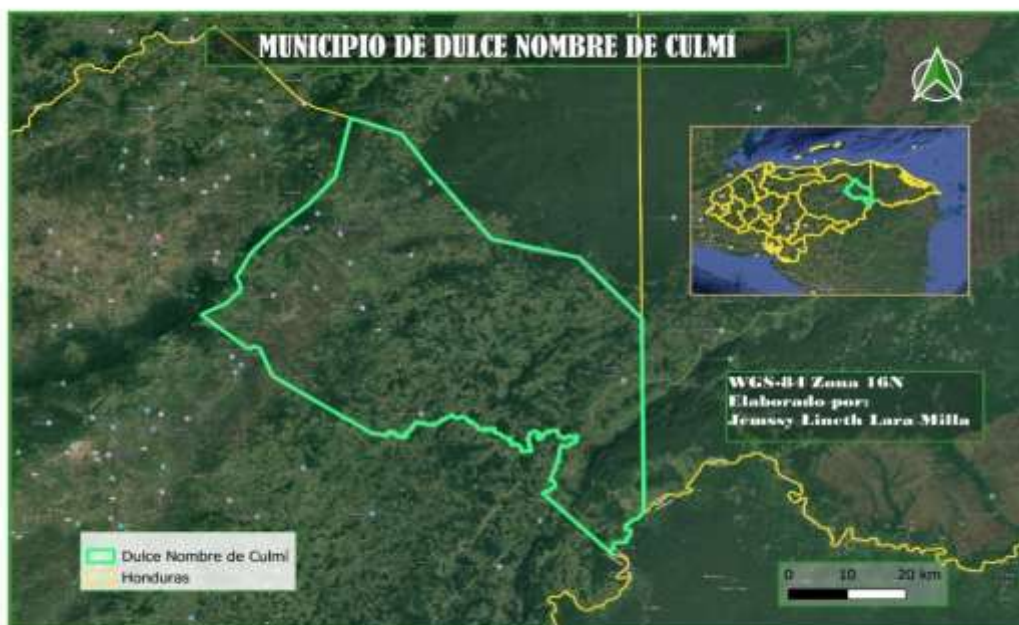 MUNICIPIO DE DULCE NOMBRE DE CULMÍ
WGS-84 Zona 16N
Elaborado por:
Jemssy Lineth Lara Milla
Dulce Nombre de Culmí
Honduras
0 10 20 km